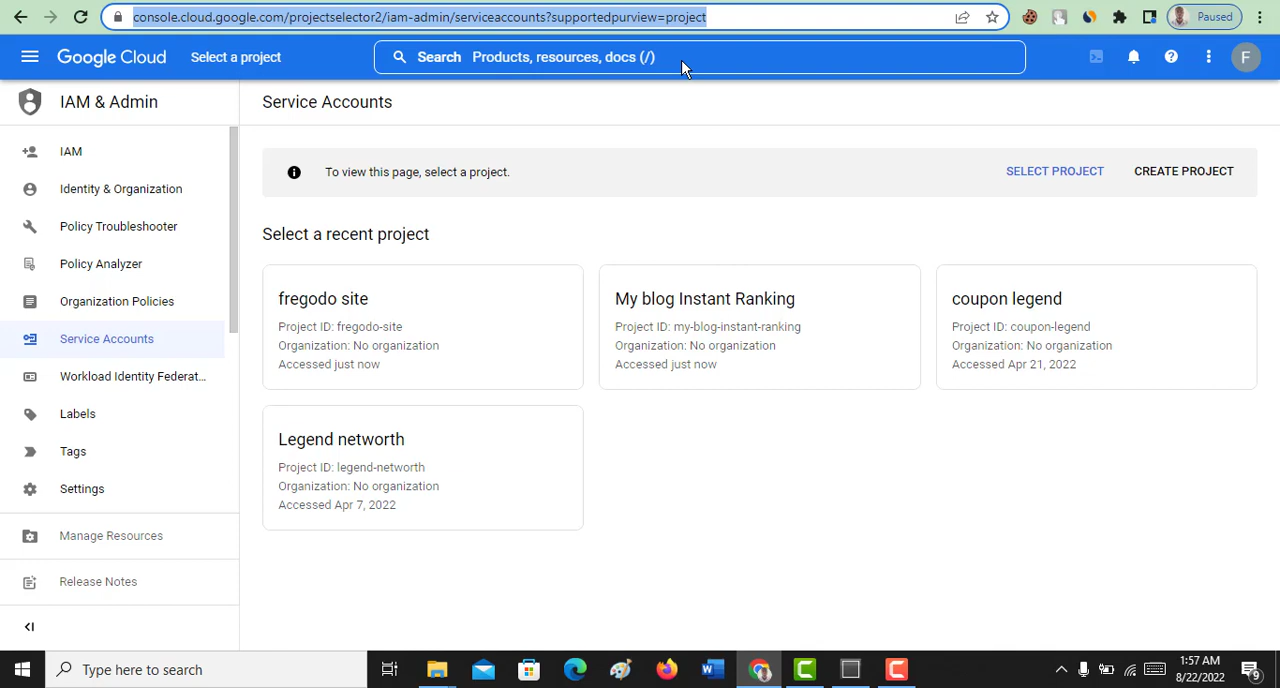 console.cloud.google.com/projectselector2/iam-admin/serviceaccounts?supportedpurview=project
Paused
Google Cloud
Select a project
Search Products, resources, docs (/)
F
IAM & Admin
Service Accounts
IAM
Identity & Organization
Policy Troubleshooter
Policy Analyzer
Organization Policies
Service Accounts
Workload Identity Federat...
Labels
Tags
Settings
Manage Resources
Release Notes
To view this page, select a project.
SELECT PROJECT
CREATE PROJECT
Select a recent project
fregodo site
Project ID: fregodo-site
Organization: No organization
Accessed just now
My blog Instant Ranking
Project ID: my-blog-instant-ranking
Organization: No organization
Accessed just now
coupon legend
Project ID: coupon-legend
Organization: No organization
Accessed Apr 21, 2022
Legend networth
Project ID: legend-networth
Organization: No organization
Accessed Apr 7, 2022
Type here to search
1:57 AM
8/22/2022
9